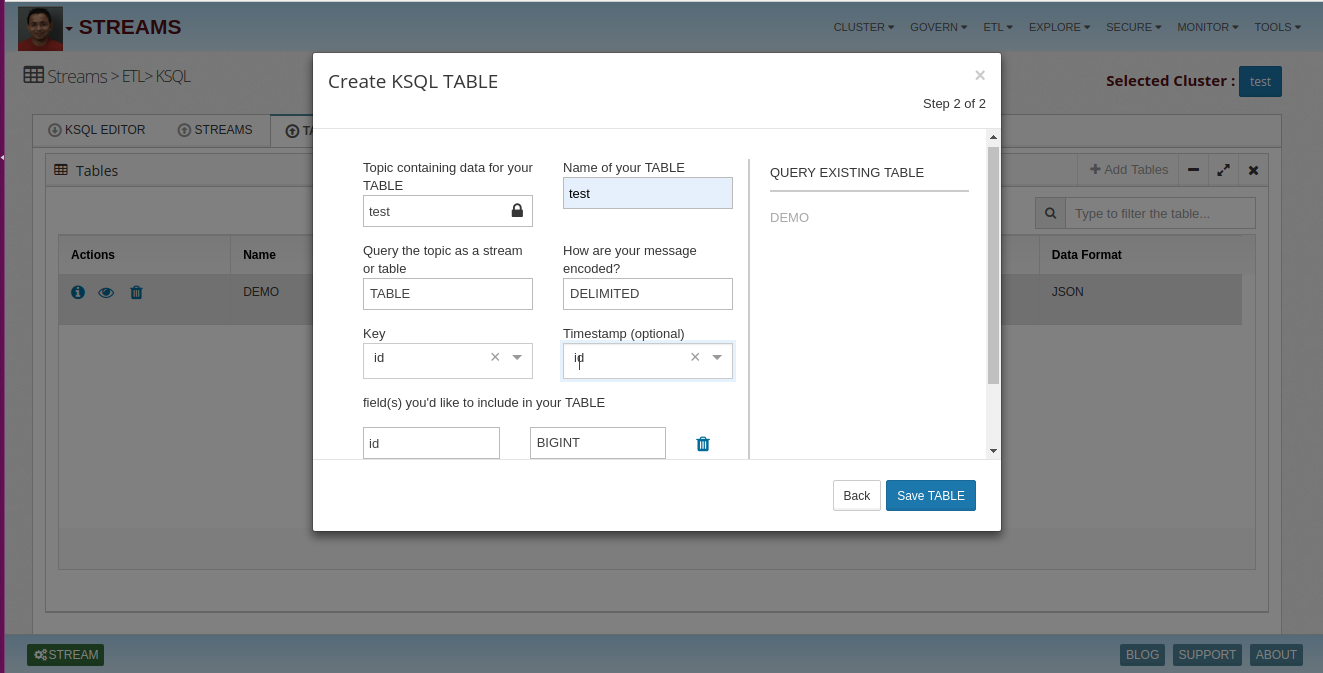 STREAMS
CLUSTER GOVERN ETL EXPLORE SECURE MONITOR TOOLS
Streams > ETL> KSQL
Selected Cluster : test
KSQL EDITOR STREAMS TA
Tables
Add Tables
Type to filter the table...
Actions Name Data Format
DEMO JSON
Create KSQL TABLE
×
Step 2 of 2
Topic containing data for your
TABLE
test
Name of your TABLE
test
Query the topic as a stream
or table
TABLE
How are your message
encoded?
DELIMITED
Key
id ×
Timestamp (optional)
id ×
field(s) you'd like to include in your TABLE
id BIGINT
QUERY EXISTING TABLE
DEMO
Back Save TABLE
STREAM
BLOG SUPPORT ABOUT